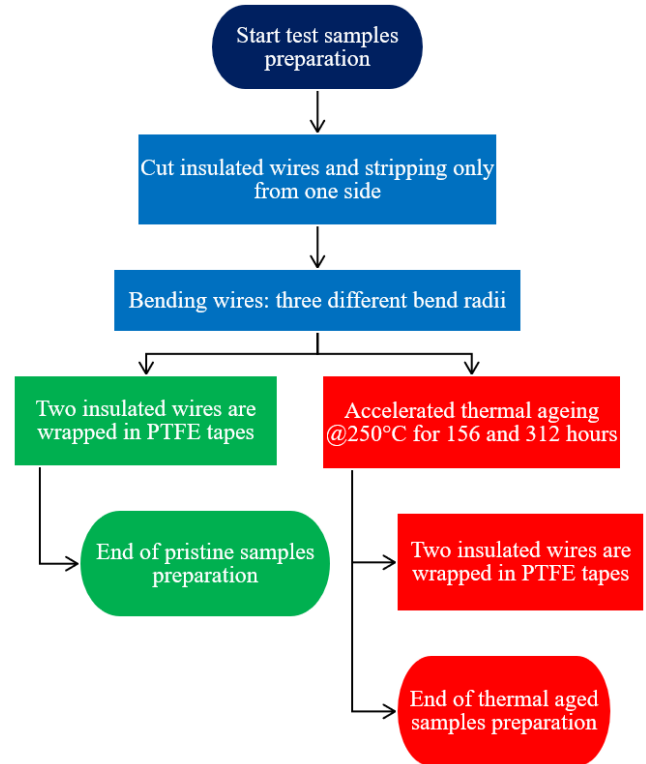 Start test samples
preparation
Cut insulated wires and stripping only
from one side
Bending wires: three different bend radii
Two insulated wires are
wrapped in PTFE tapes
Accelerated thermal ageing
@250°C for 156 and 312 hours
End of pristine samples
preparation
Two insulated wires are
wrapped in PTFE tapes
End of thermal aged
samples preparation